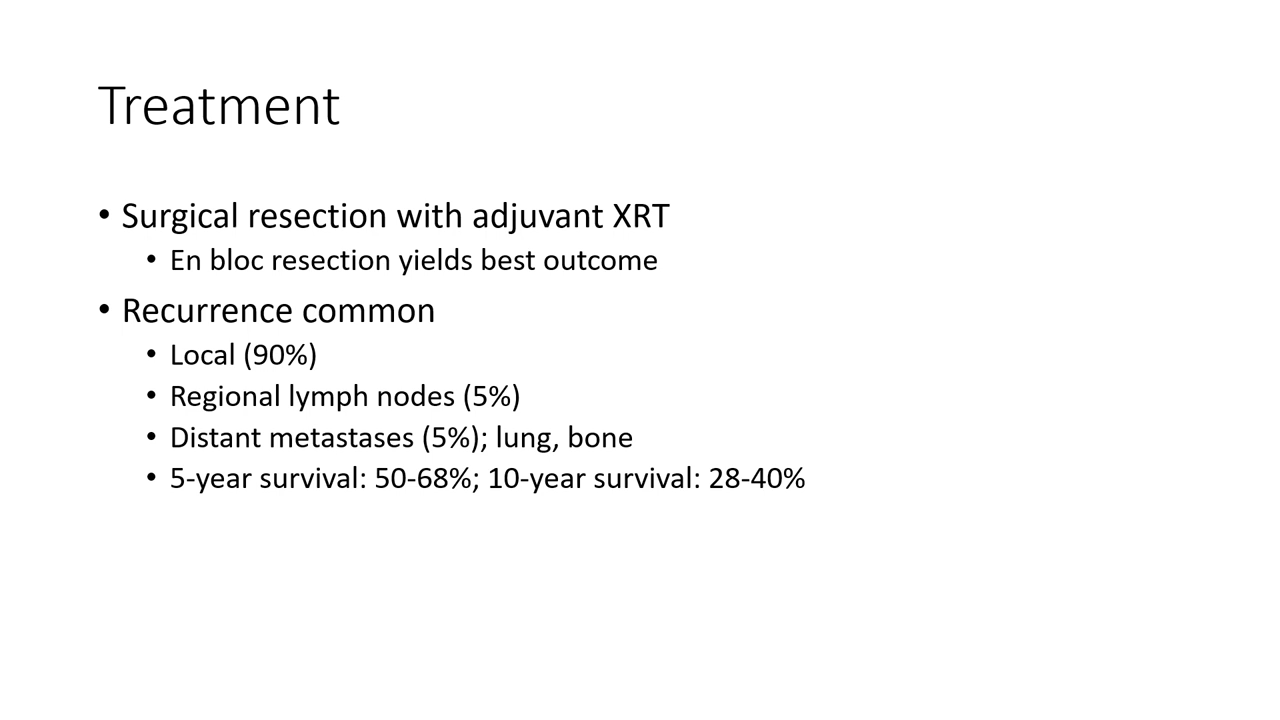 Treatment
• Surgical resection with adjuvant XRT
• En bloc resection yields best outcome
• Recurrence common
• Local (90%)
• Regional lymph nodes (5%)
• Distant metastases (5%); lung, bone
• 5-year survival: 50-68%; 10-year survival: 28-40%